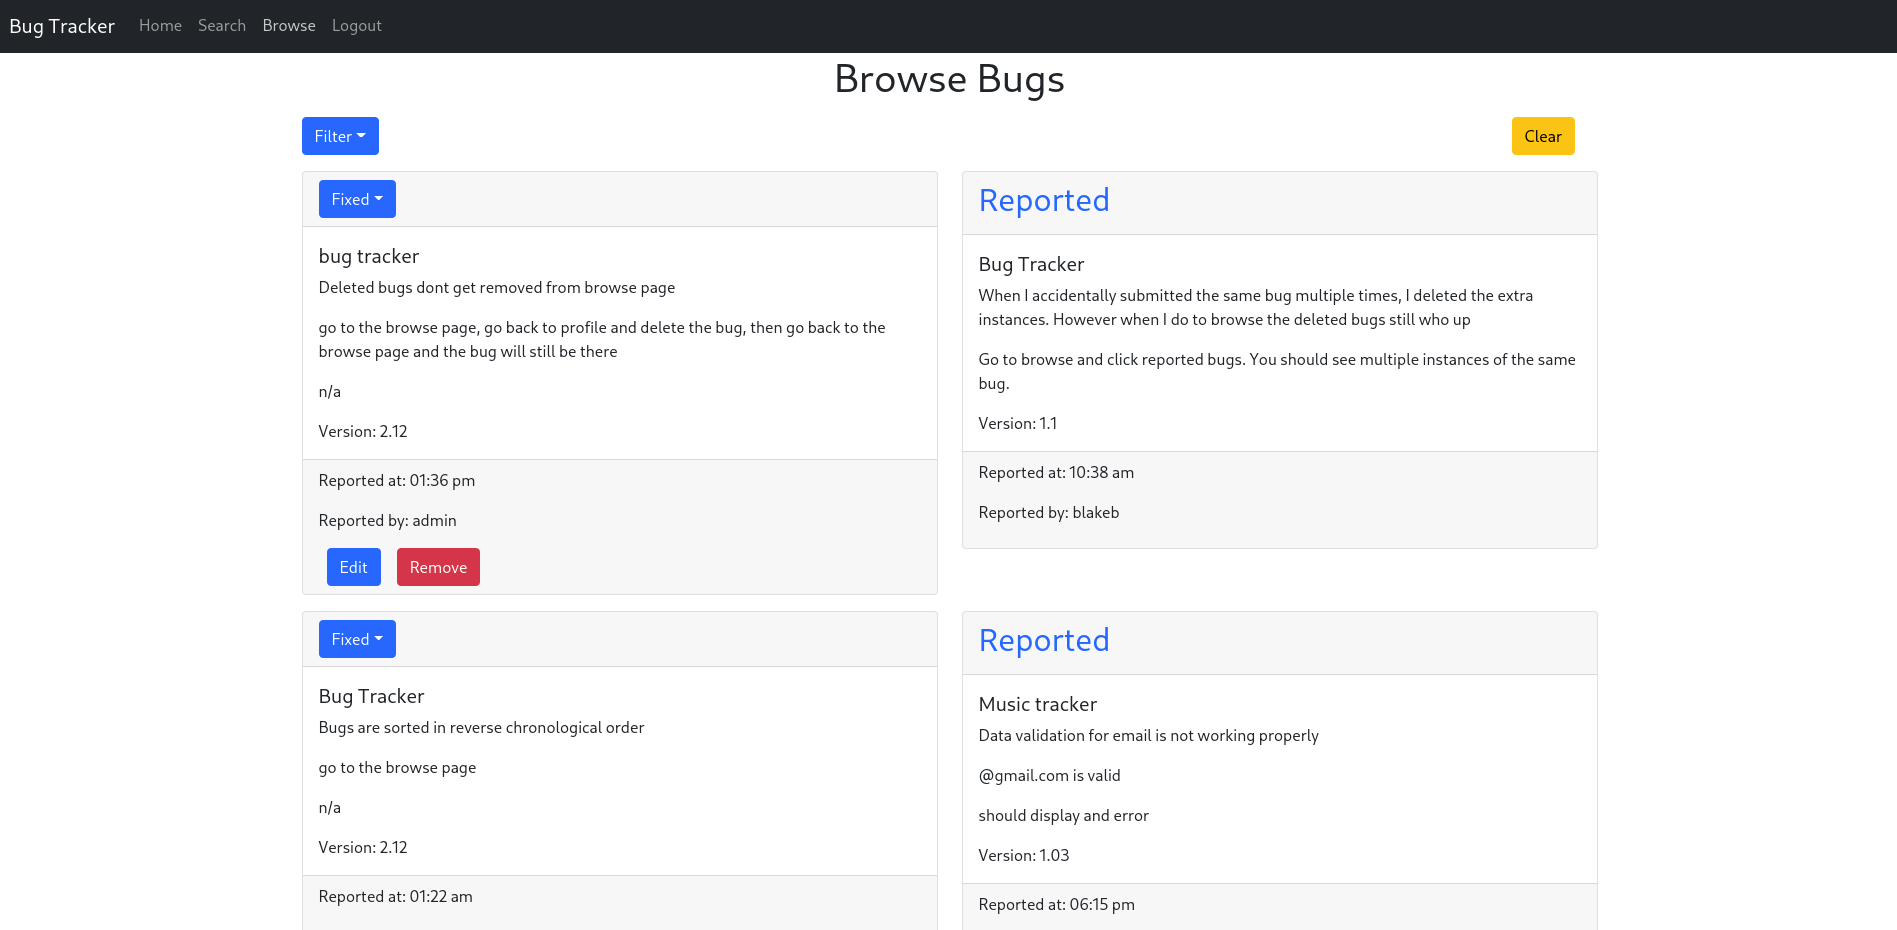 Bug Tracker Home Search Browse Logout
Browse Bugs
Filter
Clear
Fixed
bug tracker
Deleted bugs dont get removed from browse page
go to the browse page, go back to profile and delete the bug, then go back to the
browse page and the bug will still be there
n/a
Version: 2.12
Reported at: 01:36 pm
Reported by: admin
Edit Remove
Reported
Bug Tracker
When I accidentally submitted the same bug multiple times, I deleted the extra
instances. However when I do to browse the deleted bugs still who up
Go to browse and click reported bugs. You should see multiple instances of the same
bug.
Version: 1.1
Reported at: 10:38 am
Reported by: blakeb
Fixed
Bug Tracker
Bugs are sorted in reverse chronological order
go to the browse page
n/a
Version: 2.12
Reported at: 01:22 am
Reported
Music tracker
Data validation for email is not working properly
@gmail.com is valid
should display and error
Version: 1.03
Reported at: 06:15 pm